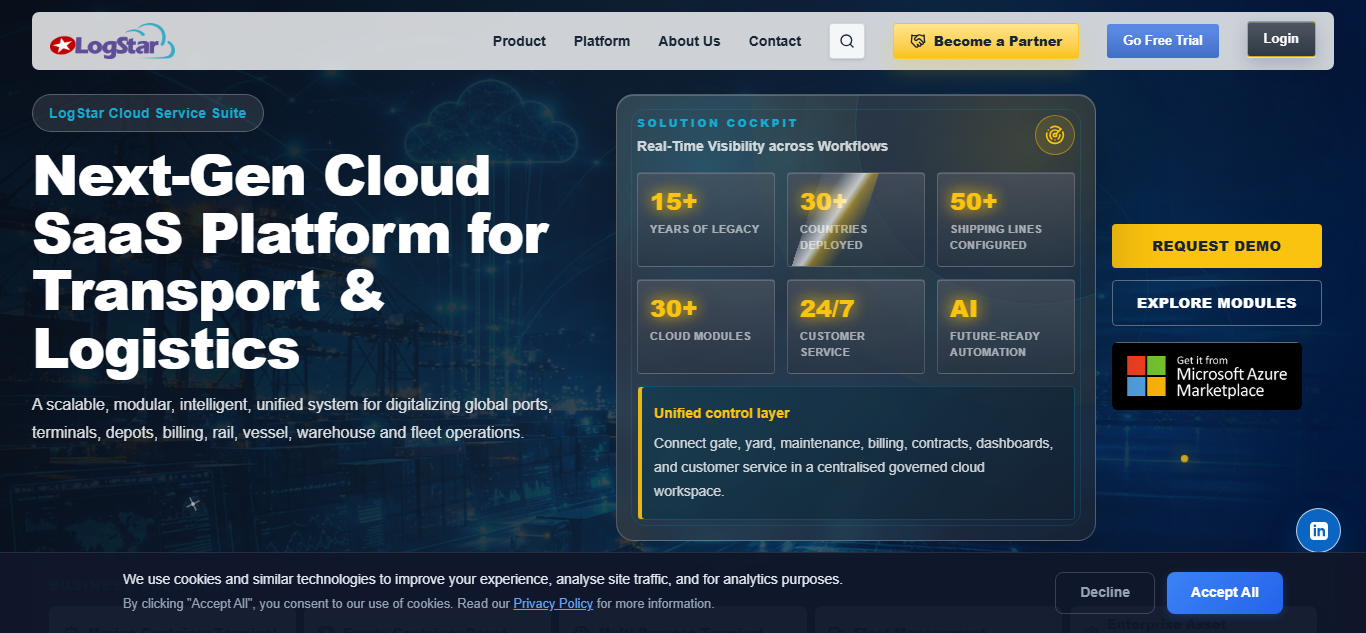 LogStar
Product
Platform
About Us
Contact
Become a Partner
Go Free Trial
Login
LogStar Cloud Service Suite
Next-Gen Cloud
SaaS Platform for
Transport &
Logistics
A scalable, modular, intelligent, unified system for digitalizing global ports,
terminals, depots, billing, rail, vessel, warehouse and fleet operations.
SOLUTION COCKPIT
Real-Time Visibility across Workflows
15+
YEARS OF LEGACY
30+
COUNTRIES
DEPLOYED
50+
SHIPPING LINES
CONFIGURED
30+
CLOUD MODULES
24/7
CUSTOMER
SERVICE
AI
FUTURE-READY
AUTOMATION
Unified control layer
Connect gate, yard, maintenance, billing, contracts, dashboards,
and customer service in a centralised governed cloud
workspace.
REQUEST DEMO
EXPLORE MODULES
Get it from
Microsoft Azure
Marketplace
in
We use cookies and similar technologies to improve your experience, analyse site traffic, and for analytics purposes.
By clicking "Accept All", you consent to our use of cookies. Read our Privacy Policy for more information.
Decline
Accept All
Enterprise Asset